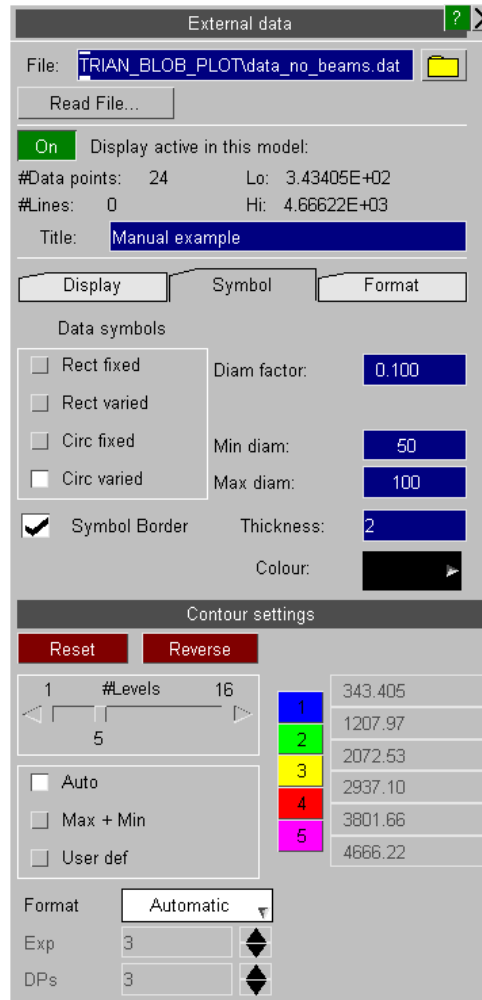 External data
?
X
File: TRIAN_BLOB_PLOT\data_no_beams.dat
Read File...
On Display active in this model:
#Data points: 24 Lo: 3.43405E+02
#Lines: 0 Hi: 4.66622E+03
Title: Manual example
Display Symbol Format
Data symbols
Rect fixed Diam factor: 0.100
Rect varied
Circ fixed Min diam: 50
Circ varied Max diam: 100
Symbol Border Thickness: 2
Colour:
Contour settings
Reset Reverse
1 #Levels 16
5
Auto
Max + Min
User def
1
2
3
4
5
343.405
1207.97
2072.53
2937.10
3801.66
4666.22
Format Automatic
Exp 3
DPs 3